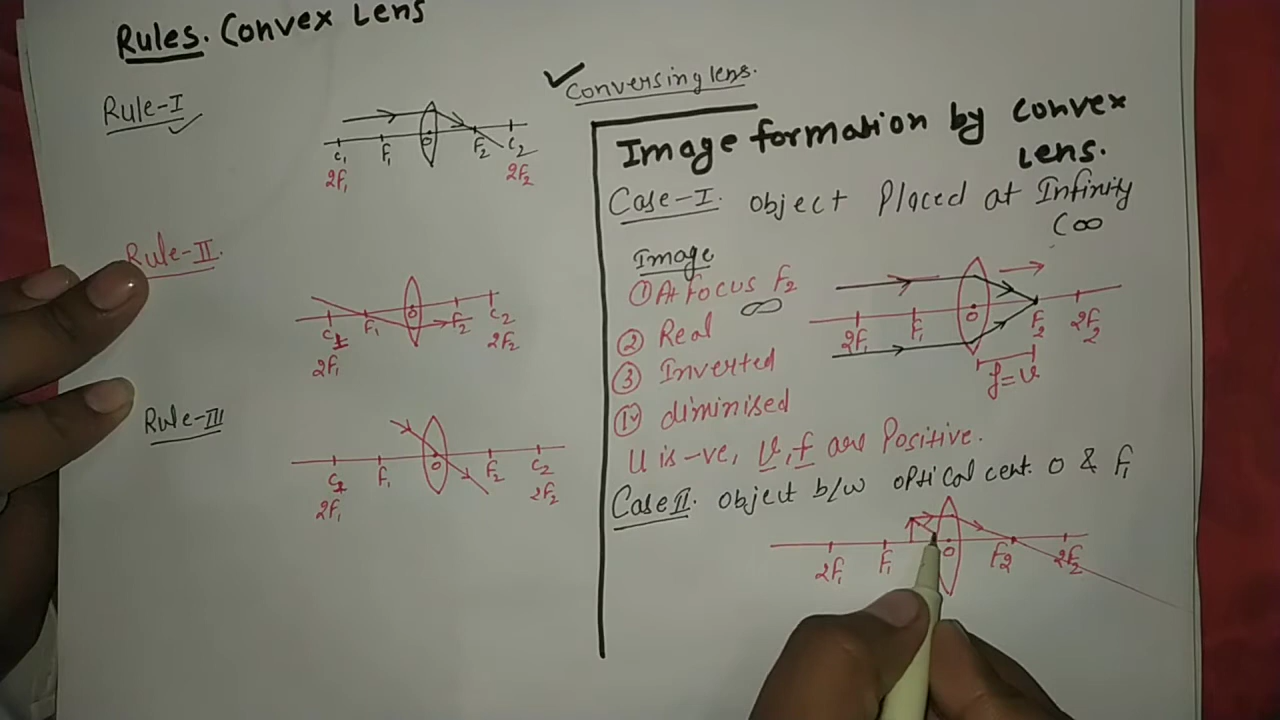 Rules. Convex Lens
Rule-I
C₁ F₁ O F₂ C₂
2F₁ 2F₂
Rule-II.
C₁ F₁ O F₂ C₂
2F₁ 2F₂
Rule-III
C₁ F₁ O F₂ C₂
2F₁ 2F₂
✓ Conversing lens.
Image formation by convex
Lens.
Case-I. object Placed at Infinity
(∞
Image
① At focus F₂
∞
② Real
③ Inverted
④ diminised
2F₁ F₁ O F₂ 2F₂
f=v
u is -ve, v, f are Positive.
Case II. object b/w optical cent. O & F₁
2F₁ F₁ O F₂ 2F₂